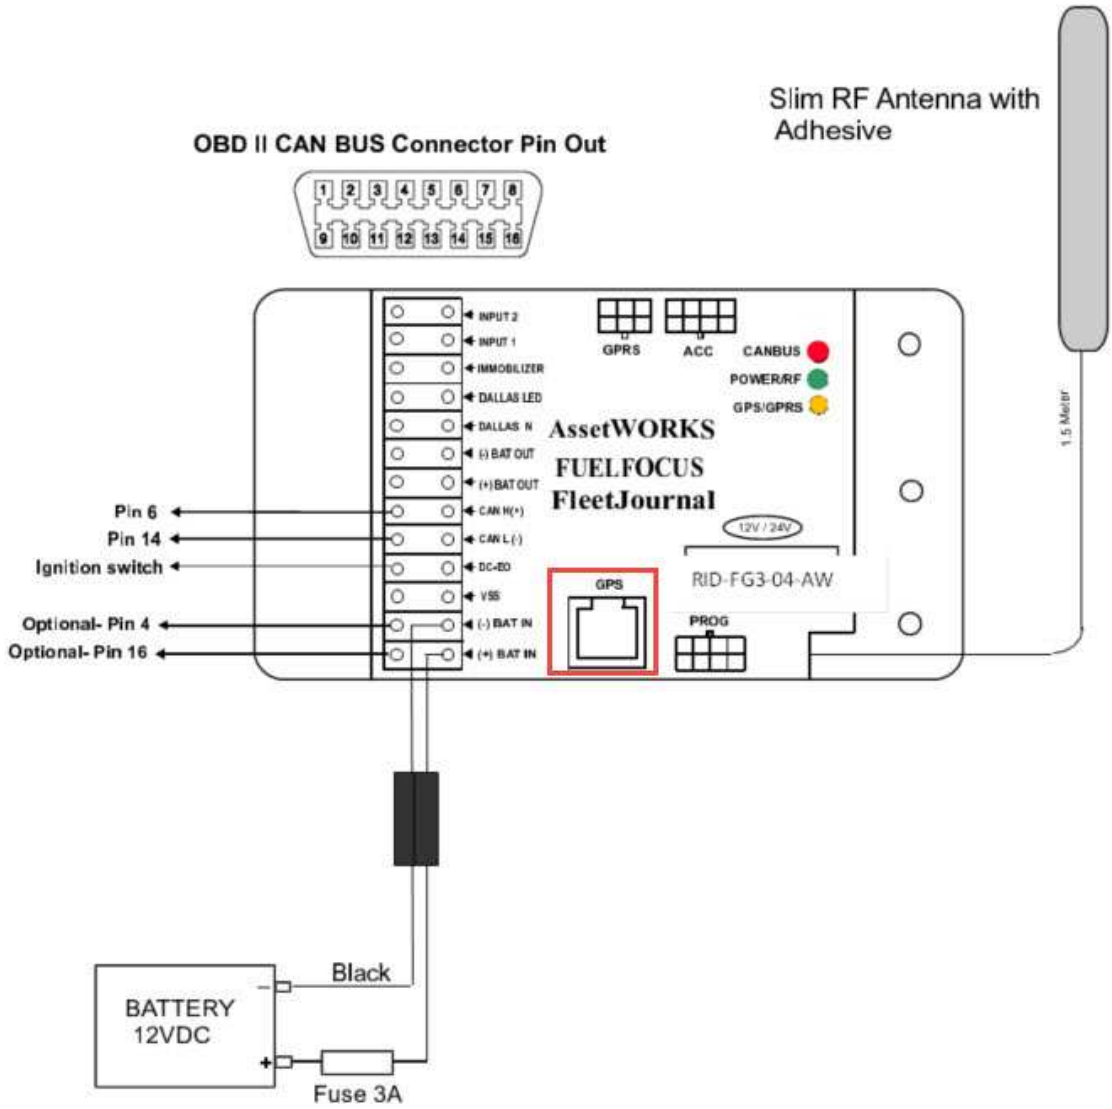 Slim RF Antenna with
Adhesive
OBD II CAN BUS Connector Pin Out
1 2 3 4 5 6 7 8
9 10 11 12 13 14 15 16
INPUT 2
INPUT 1
IMMOBILIZER
DALLAS LED
DALLAS IN
(-) BAT OUT
(+) BAT OUT
CAN H(+)
CAN L (-)
VSS
(-) BAT IN
(+) BAT IN
GPRS
ACC
CANBUS
POWER/RF
GPS/GPRS
1.5 Meter
AssetWORKS
FUELFOCUS
FleetJournal
12V / 24V
RID-FG3-04-AW
GPS
PROG
Pin 6
Pin 14
Ignition switch
Optional- Pin 4
Optional- Pin 16
Black
BATTERY
12VDC
–
+
Fuse 3A